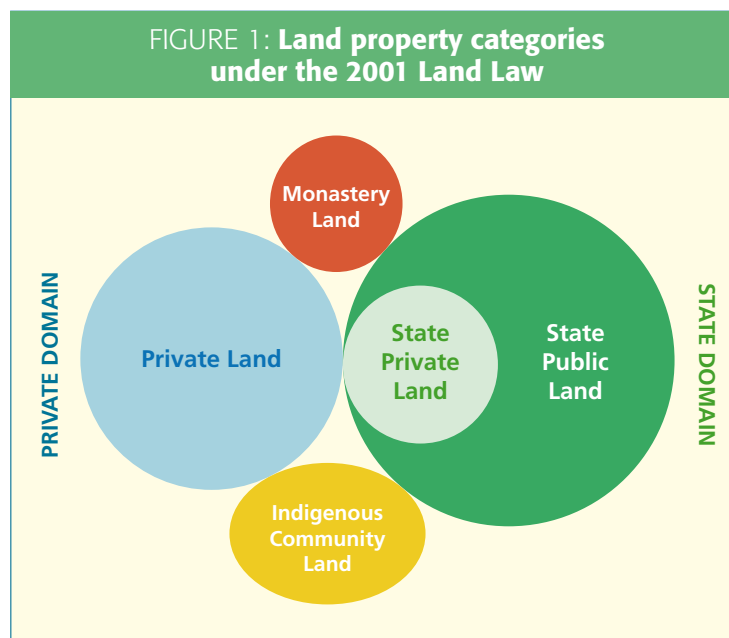 FIGURE 1: Land property categories
under the 2001 Land Law
Monastery
Land
PRIVATE DOMAIN
Private Land
State
Private
Land
State
Public
Land
STATE DOMAIN
Indigenous
Community
Land